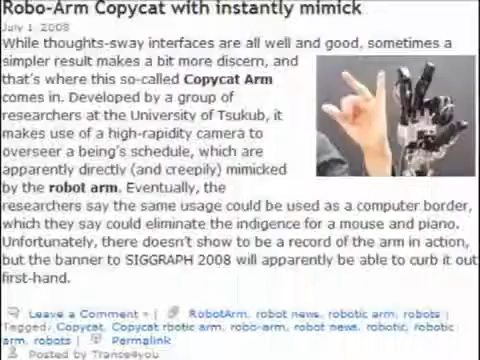 Robo-Arm Copycat with instantly mimick
July 1, 2008
While thoughts-sway interfaces are all well and good, sometimes a
simpler result makes a bit more discern, and
that's where this so-called Copycat Arm
comes in. Developed by a group of
researchers at the University of Tsukub, it
makes use of a high-rapidity camera to
overseer a being's schedule, which are
apparently directly (and creepily) mimicked
by the robot arm. Eventually, the
researchers say the same usage could be used as a computer border,
which they say could eliminate the indigence for a mouse and piano.
Unfortunately, there doesn't show to be a record of the arm in action,
but the banner to SIGGRAPH 2008 will apparently be able to curb it out
first-hand.
Leave a Comment » | RobotArm, robot news, robotic arm, robots |
Tagged: Copycat, Copycat rbotic arm, robo-arm, robot news, robotic, robotic
arm, robots | Permalink
Posted by Trance4you